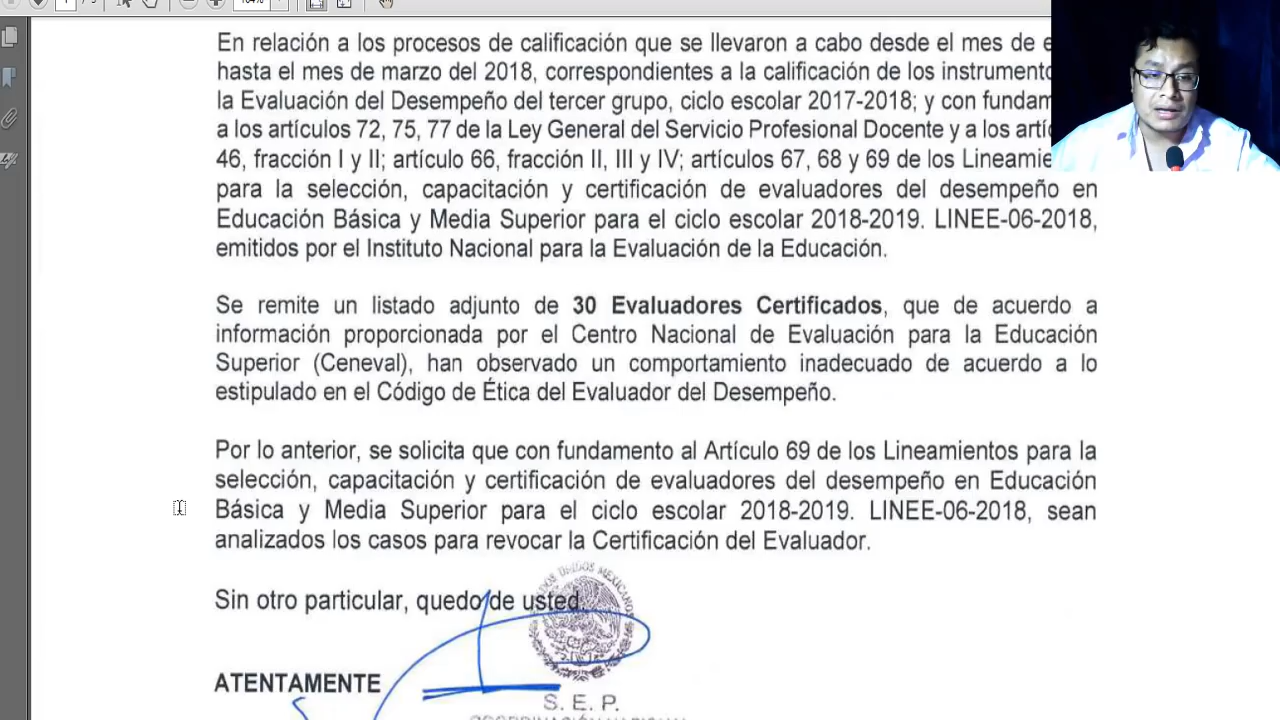 En relación a los procesos de calificación que se llevaron a cabo desde el mes de
hasta el mes de marzo del 2018, correspondientes a la calificación de los
la Evaluación del Desempeño del tercer grupo, ciclo escolar 2017-2018; y con
a los artículos 72, 75, 77 de la Ley General del Servicio Profesional Docente y a los
46, fracción I y II; artículo 66, fracción II, III y IV; artículos 67, 68 y 69 de los
para la selección, capacitación y certificación de evaluadores del desempeño en
Educación Básica y Media Superior para el ciclo escolar 2018-2019. LINEE-06-2018,
emitidos por el Instituto Nacional para la Evaluación de la Educación.
Se remite un listado adjunto de 30 Evaluadores Certificados, que de acuerdo a
información proporcionada por el Centro Nacional de Evaluación para la Educación
Superior (Ceneval), han observado un comportamiento inadecuado de acuerdo a lo
estipulado en el Código de Ética del Evaluador del Desempeño.
Por lo anterior, se solicita que con fundamento al Artículo 69 de los Lineamientos para la
selección, capacitación y certificación de evaluadores del desempeño en Educación
Básica y Media Superior para el ciclo escolar 2018-2019. LINEE-06-2018, sean
analizados los casos para revocar la Certificación del Evaluador.
Sin otro particular, quedo de usted.
UNIDOS MEXICANOS
ATENTAMENTE
S. E. P.